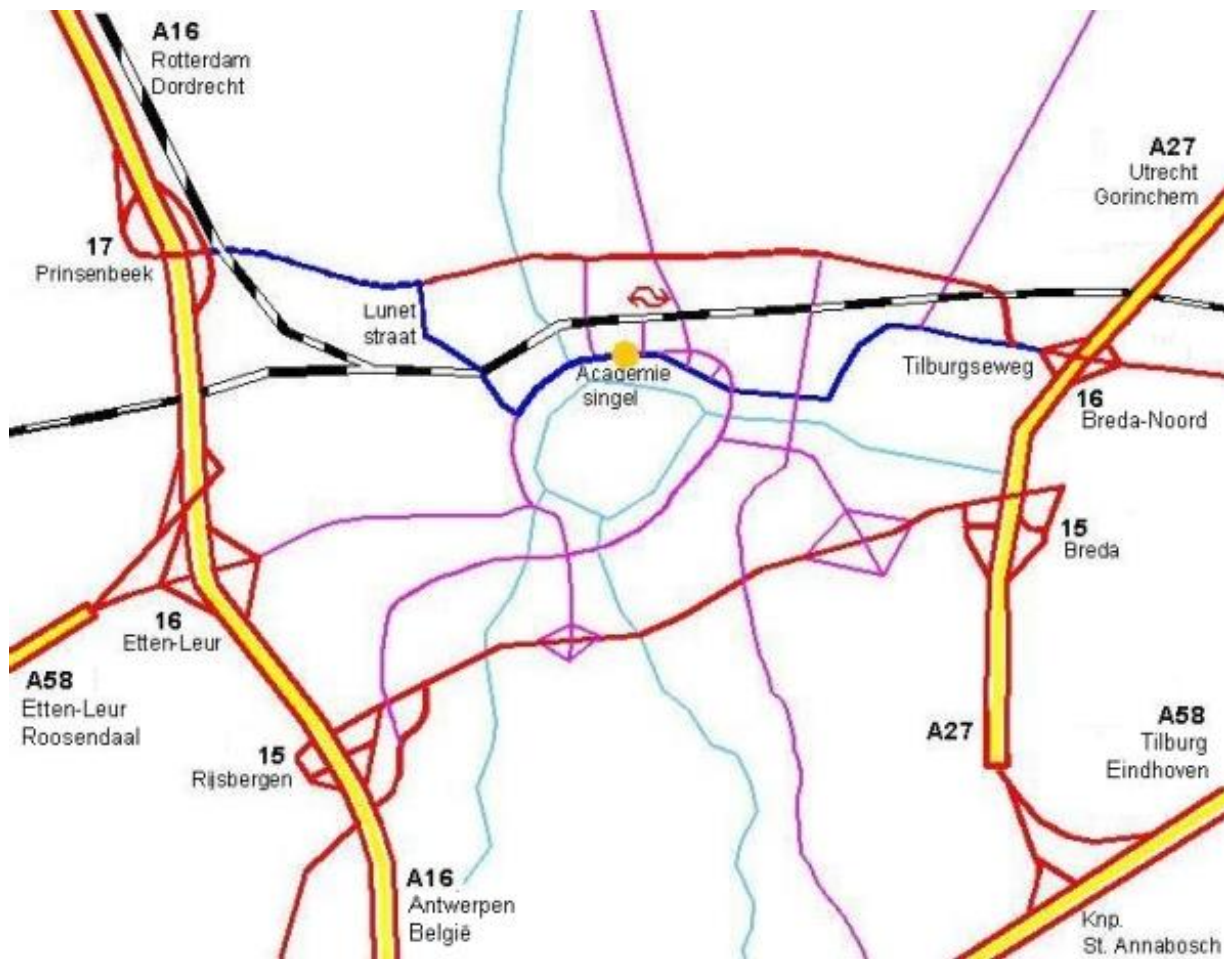 A16
Rotterdam
Dordrecht
A27
Utrecht
Gorinchem
17
Prinsenbeek
Lunet
straat
Academie
singel
Tilburgseweg
16
Breda-Noord
15
Breda
16
Etten-Leur
A58
Etten-Leur
Roosendaal
15
Rijsbergen
A27
A58
Tilburg
Eindhoven
A16
Antwerpen
België
Knp.
St. Annabosch